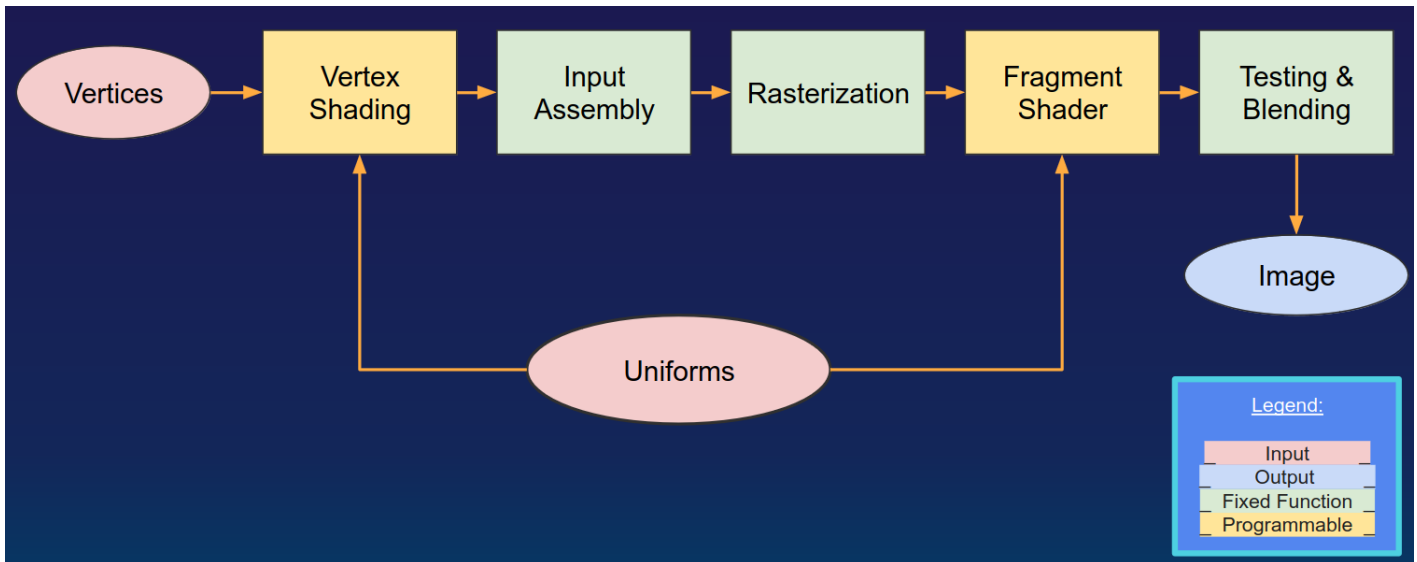 Vertices
Vertex
Shading
Input
Assembly
Rasterization
Fragment
Shader
Testing &
Blending
Image
Uniforms
Legend:
_ Input _
_ Output _
_ Fixed Function _
_ Programmable _